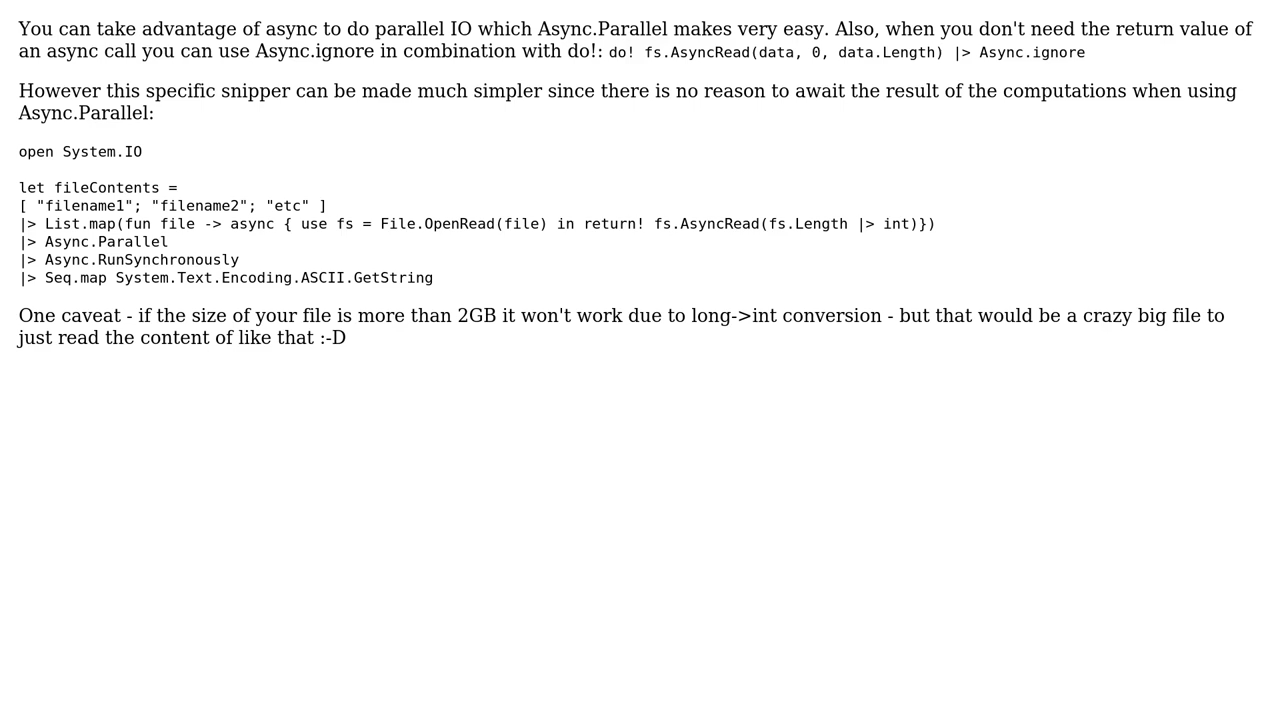 You can take advantage of async to do parallel IO which Async.Parallel makes very easy. Also, when you don't need the return value of
an async call you can use Async.ignore in combination with do!: do! fs.AsyncRead(data, 0, data.Length) |> Async.ignore
However this specific snipper can be made much simpler since there is no reason to await the result of the computations when using
Async.Parallel:
open System.IO
let fileContents =
[ "filename1"; "filename2"; "etc" ]
|> List.map(fun file -> async { use fs = File.OpenRead(file) in return! fs.AsyncRead(fs.Length |> int)})
|> Async.Parallel
|> Async.RunSynchronously
|> Seq.map System.Text.Encoding.ASCII.GetString
One caveat - if the size of your file is more than 2GB it won't work due to long->int conversion - but that would be a crazy big file to
just read the content of like that :-D